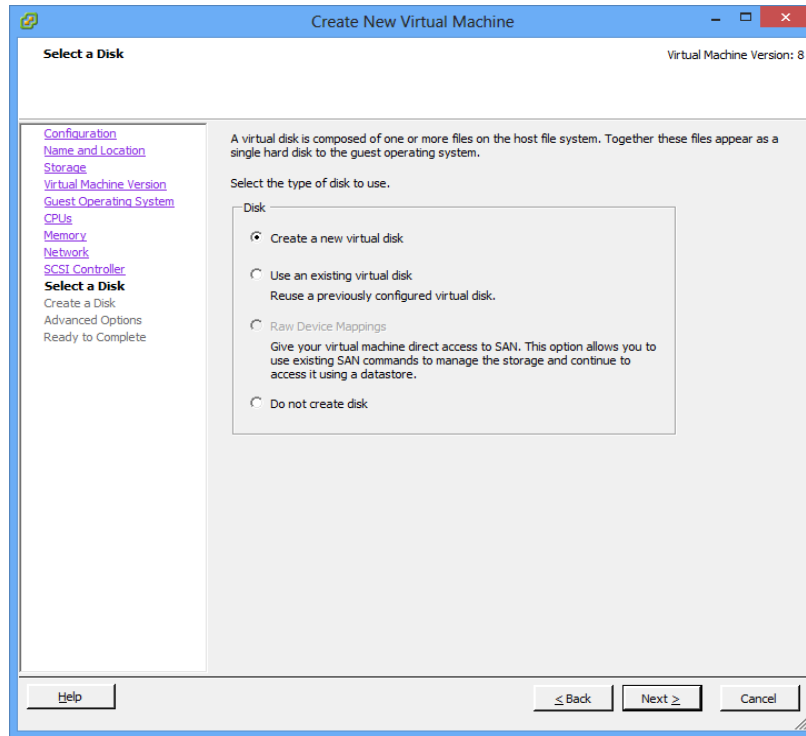 Create New Virtual Machine
Select a Disk
Virtual Machine Version: 8
Configuration
Name and Location
Storage
Virtual Machine Version
Guest Operating System
CPUs
Memory
Network
SCSI Controller
Select a Disk
Create a Disk
Advanced Options
Ready to Complete
A virtual disk is composed of one or more files on the host file system. Together these files appear as a
single hard disk to the guest operating system.
Select the type of disk to use.
Disk
Create a new virtual disk
Use an existing virtual disk
Reuse a previously configured virtual disk.
Raw Device Mappings
Give your virtual machine direct access to SAN. This option allows you to
use existing SAN commands to manage the storage and continue to
access it using a datastore.
Do not create disk
Help
< Back
Next >
Cancel